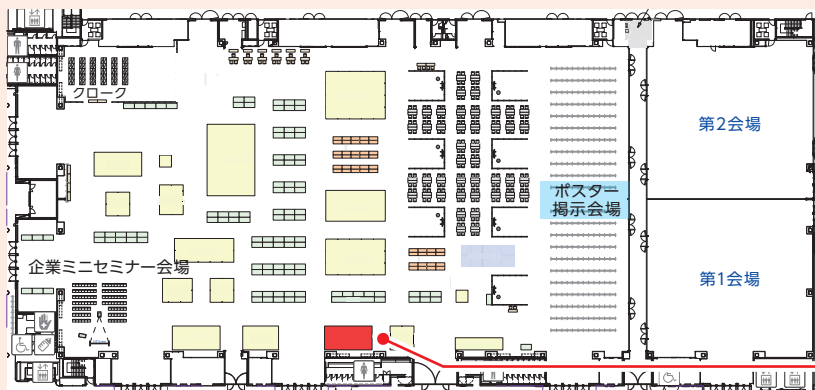 クローク
第2会場
ポスター
掲示会場
企業ミニセミナー会場
第1会場